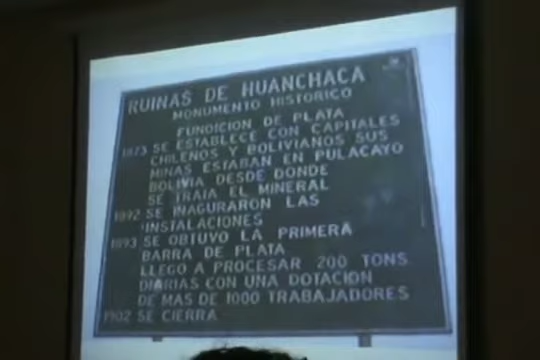 RUINAS DE HUANCHACA
MONUMENTO HISTORICO
FUNDICION DE PLATA
1873 SE ESTABLECE CON CAPITALES
CHILENOS Y BOLIVIANOS SUS
MINAS ESTABAN EN PULACAYO
BOLIVIA DESDE DONDE
SE TRAIA EL MINERAL
1892 SE INAGURARON LAS
INSTALACIONES
1893 SE OBTUVO LA PRIMERA
BARRA DE PLATA
LLEGO A PROCESAR 200 TONS
DIARIAS CON UNA DOTACION
DE MAS DE 1000 TRABAJADORES
1902 SE CIERRA